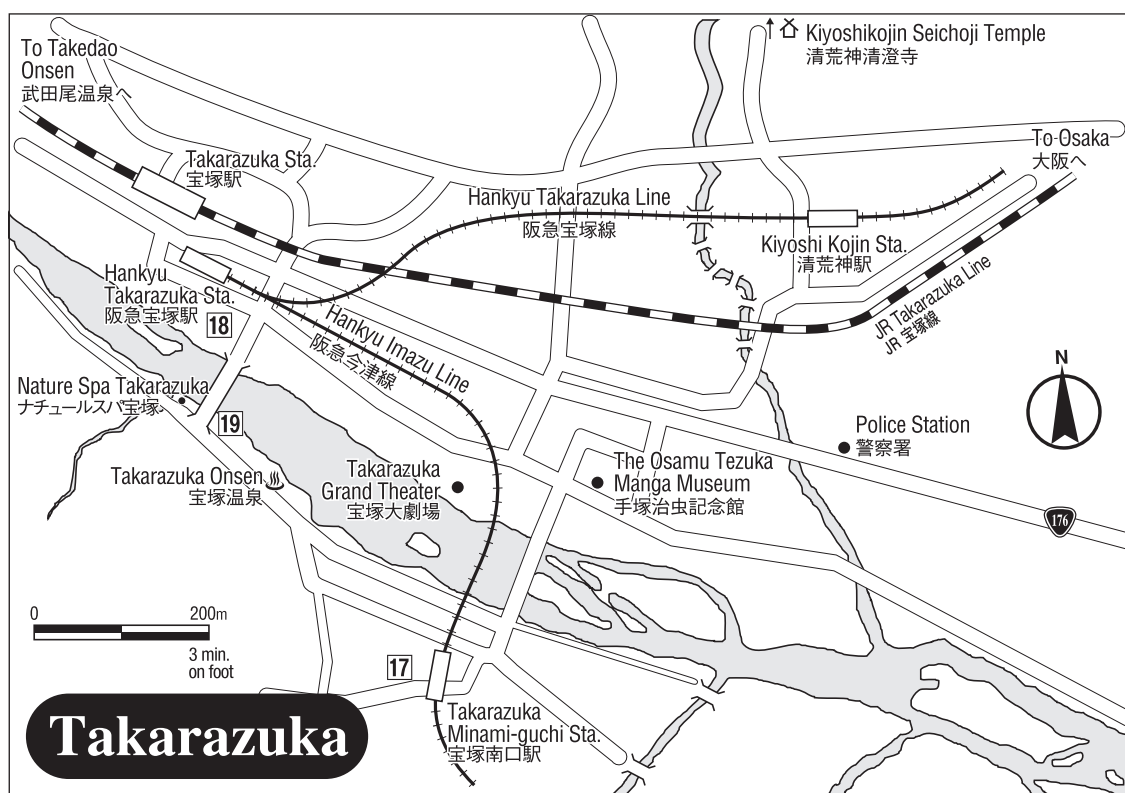 To Takedao
Onsen
武田尾温泉へ
Kiyoshikojin Seichoji Temple
清荒神清澄寺
To Osaka
大阪へ
Takarazuka Sta.
宝塚駅
Hankyu Takarazuka Line
阪急宝塚線
Kiyoshi Kojin Sta.
清荒神駅
Hankyu
Takarazuka Sta.
阪急宝塚駅
18
Hankyu Imazu Line
阪急今津線
JR Takarazuka Line
JR 宝塚線
N
Nature Spa Takarazuka
ナチュールスパ宝塚
19
Police Station
警察署
Takarazuka Onsen
宝塚温泉
Takarazuka
Grand Theater
宝塚大劇場
The Osamu Tezuka
Manga Museum
手塚治虫記念館
176
0 200m
3 min.
on foot
17
Takarazuka
Minami-guchi Sta.
宝塚南口駅
Takarazuka